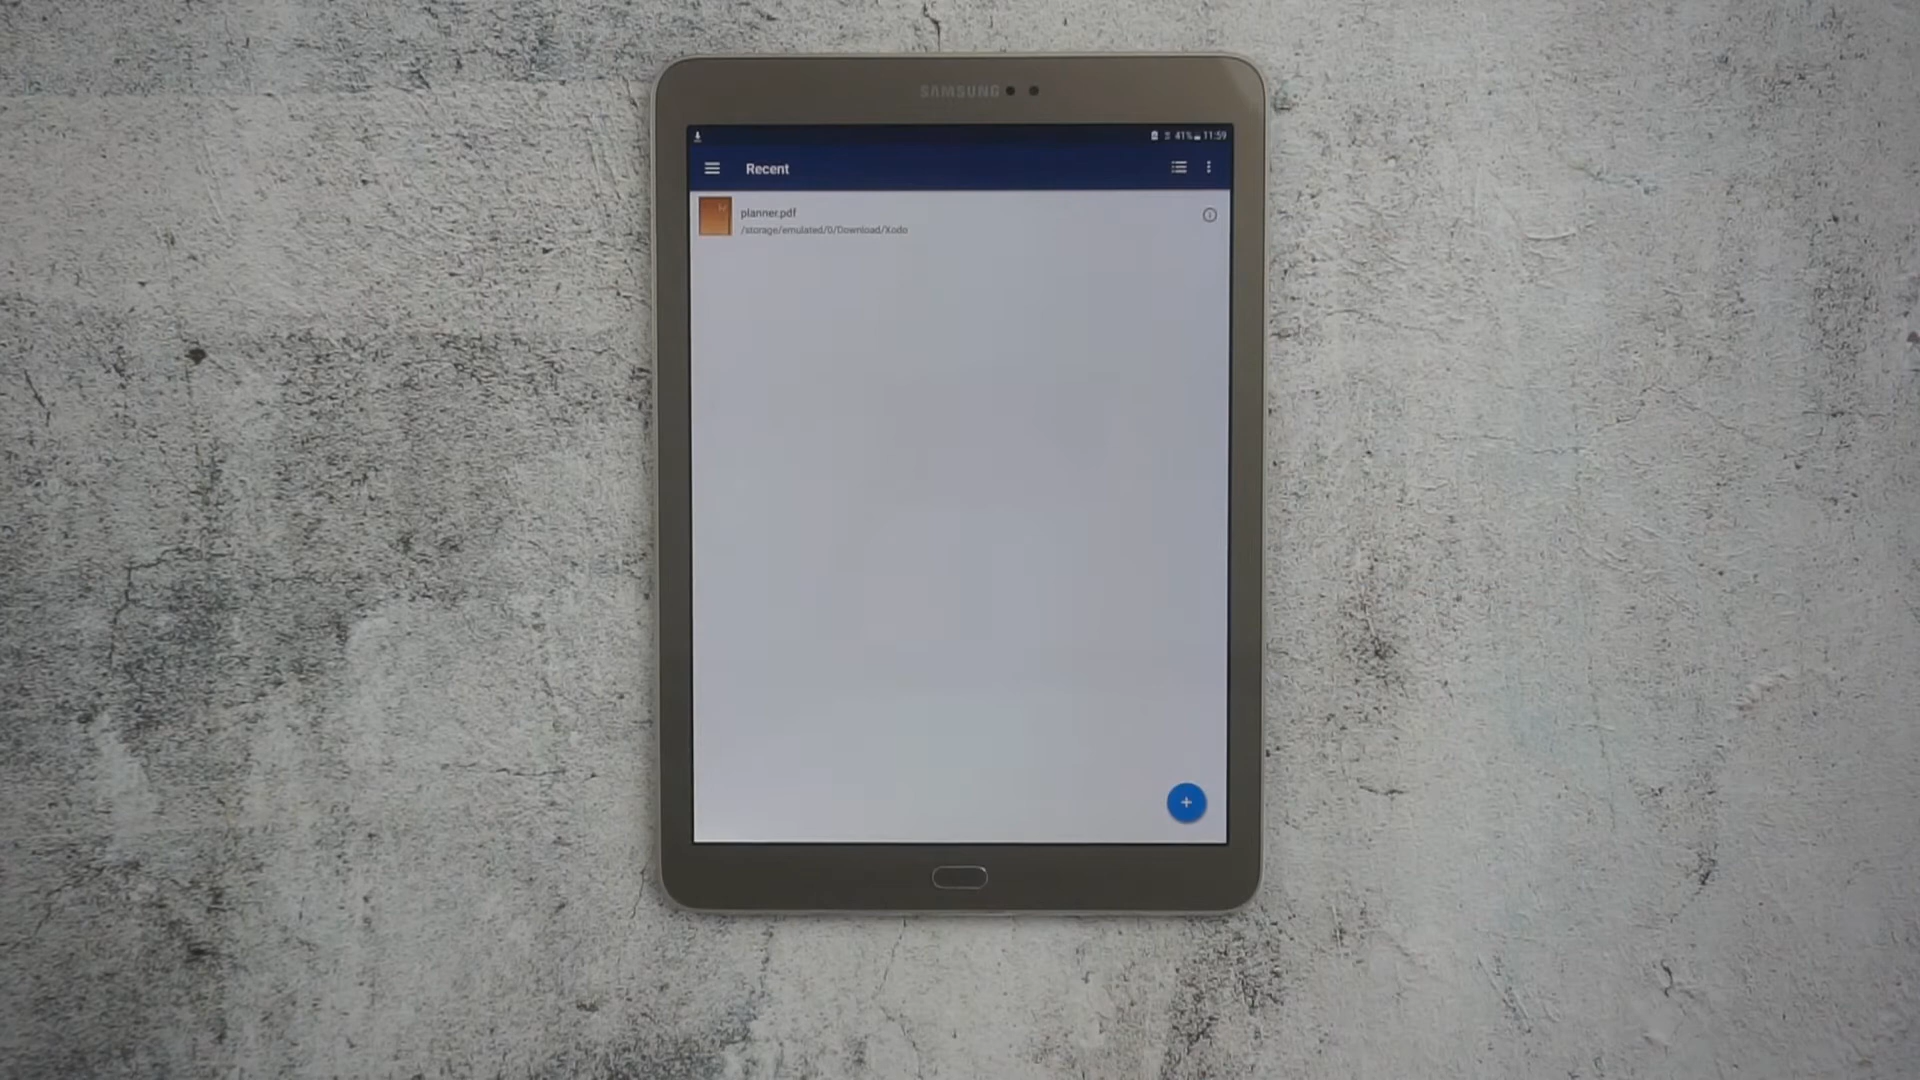 SAMSUNG
41% 11:59
Recent
planner.pdf
/storage/emulated/0/Download/Xodo